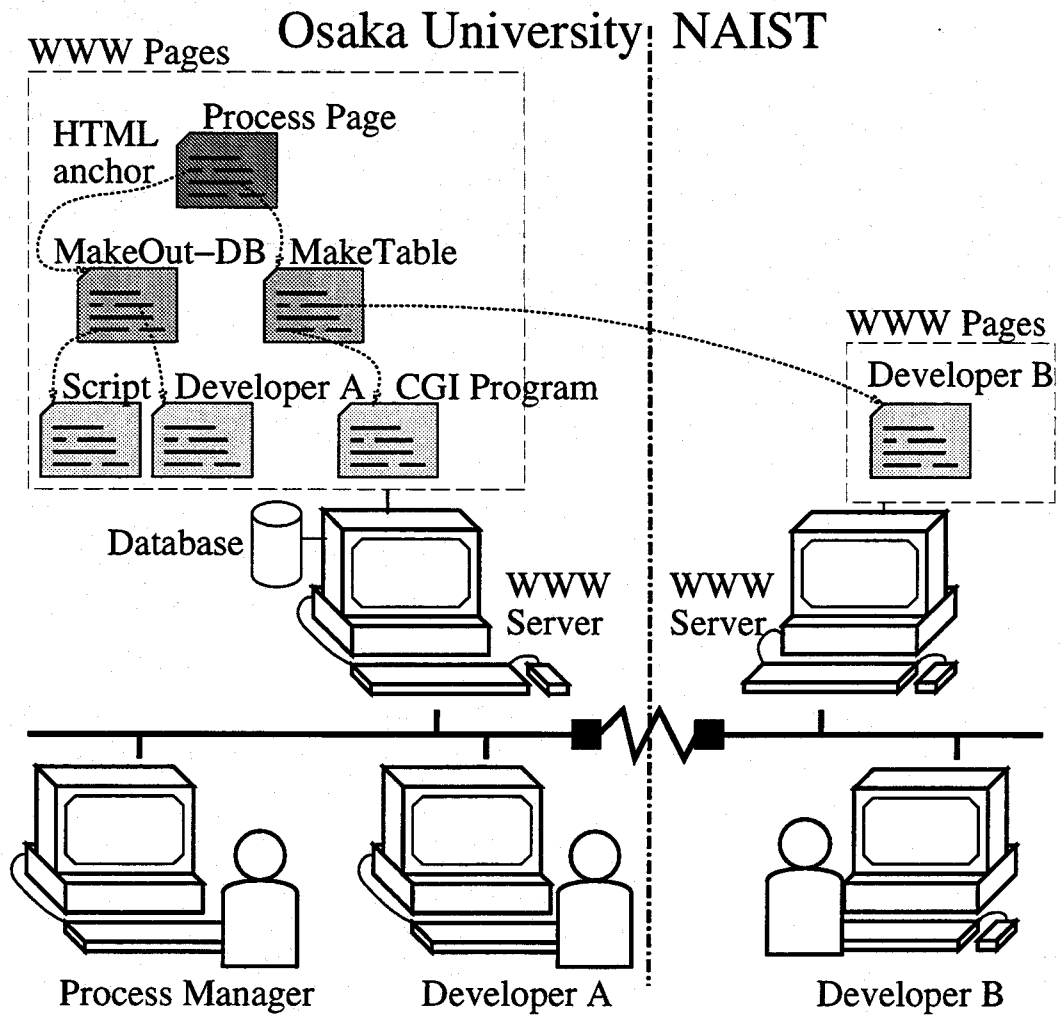 Osaka University
NAIST
WWW Pages
Process Page
HTML
anchor
MakeOut-DB
MakeTable
WWW Pages
Developer B
Script
Developer A
CGI Program
Database
WWW
Server
WWW
Server
Process Manager
Developer A
Developer B